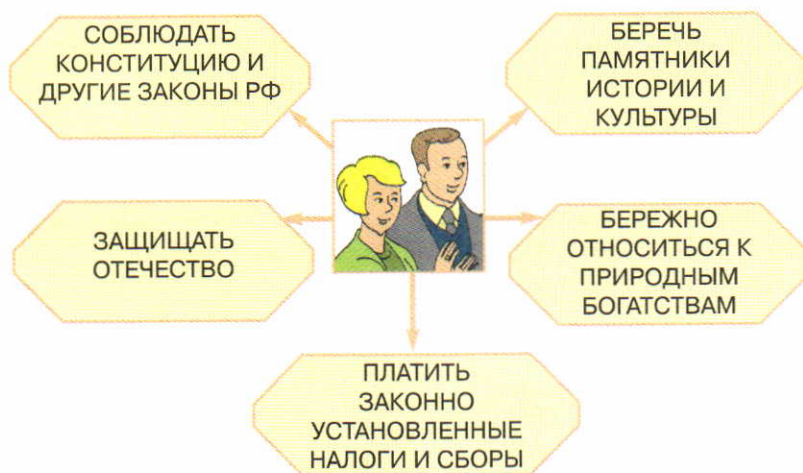 СОБЛЮДАТЬ
КОНСТИТУЦИЮ И
ДРУГИЕ ЗАКОНЫ РФ
БЕРЕЧЬ
ПАМЯТНИКИ
ИСТОРИИ И
КУЛЬТУРЫ
ЗАЩИЩАТЬ
ОТЕЧЕСТВО
БЕРЕЖНО
ОТНОСИТЬСЯ К
ПРИРОДНЫМ
БОГАТСТВАМ
ПЛАТИТЬ
ЗАКОННО
УСТАНОВЛЕННЫЕ
НАЛОГИ И СБОРЫ